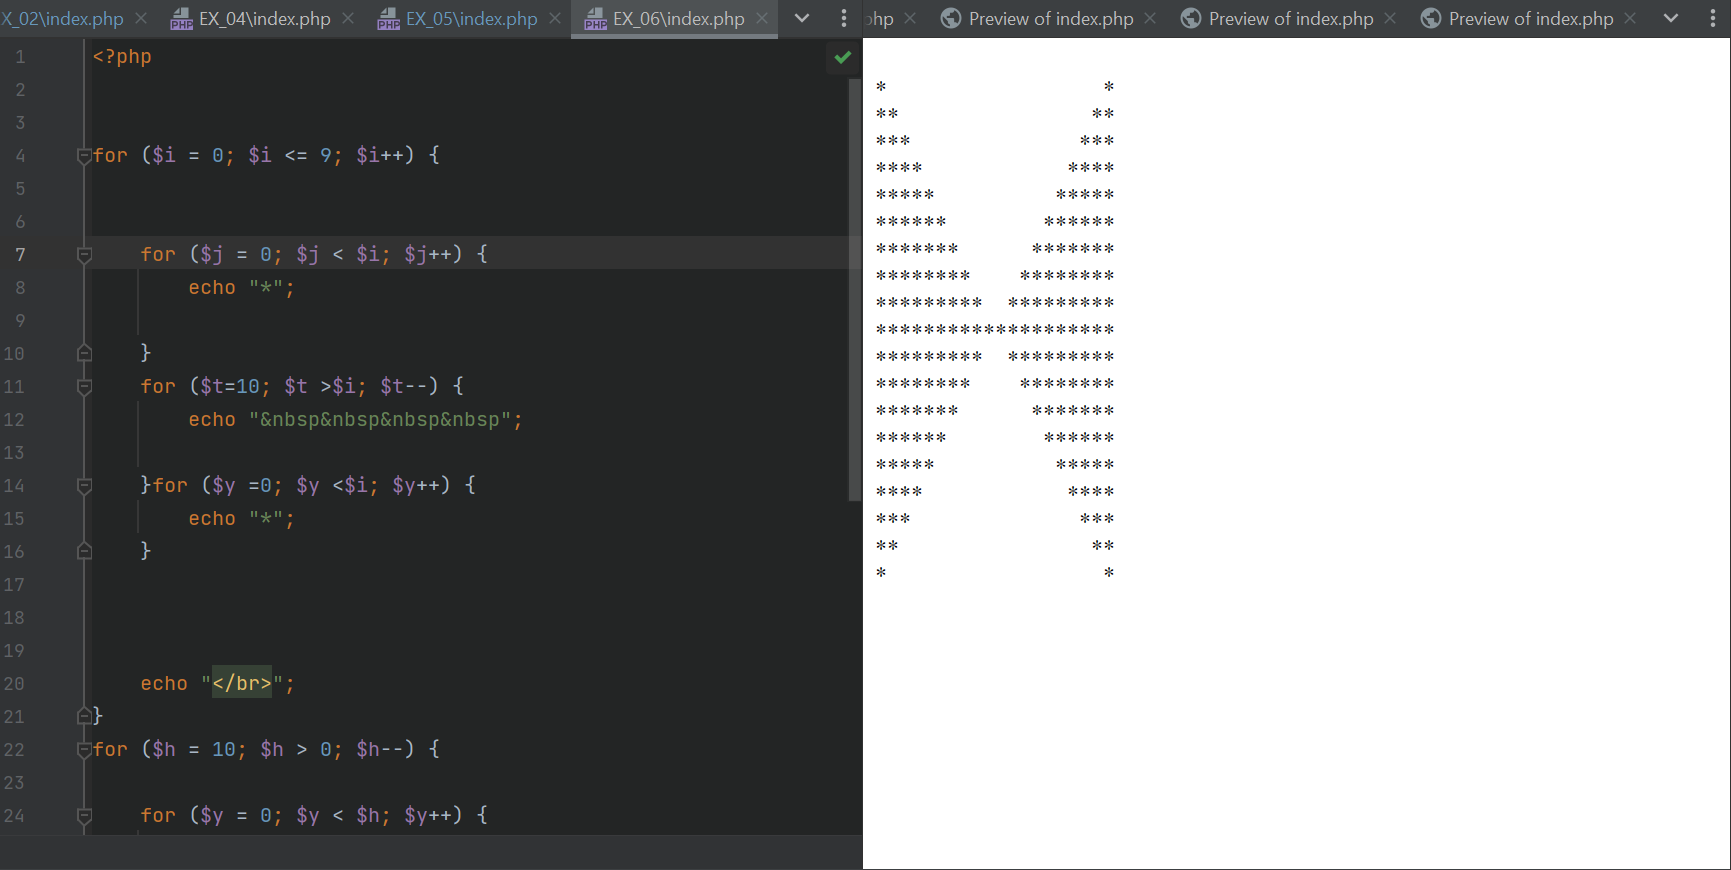 X_02\index.php EX_04\index.php EX_05\index.php EX_06\index.php php Preview of index.php Preview of index.php Preview of index.php
1 <?php
2
3
4 for ($i = 0; $i <= 9; $i++) {
5
6
7     for ($j = 0; $j < $i; $j++) {
8         echo "*";
9
10     }
11     for ($t=10; $t >$i; $t--) {
12         echo "&nbsp&nbsp&nbsp&nbsp";
13
14     }for ($y =0; $y <$i; $y++) {
15         echo "*";
16     }
17
18
19
20     echo "</br>";
21 }
22 for ($h = 10; $h > 0; $h--) {
23
24     for ($y = 0; $y < $h; $y++) {
*                  *
**                **
***              ***
****            ****
*****          *****
******        ******
*******      *******
********    ********
*********  *********
********************
*********  *********
********    ********
*******      *******
******        ******
*****          *****
****            ****
***              ***
**                **
*                  *